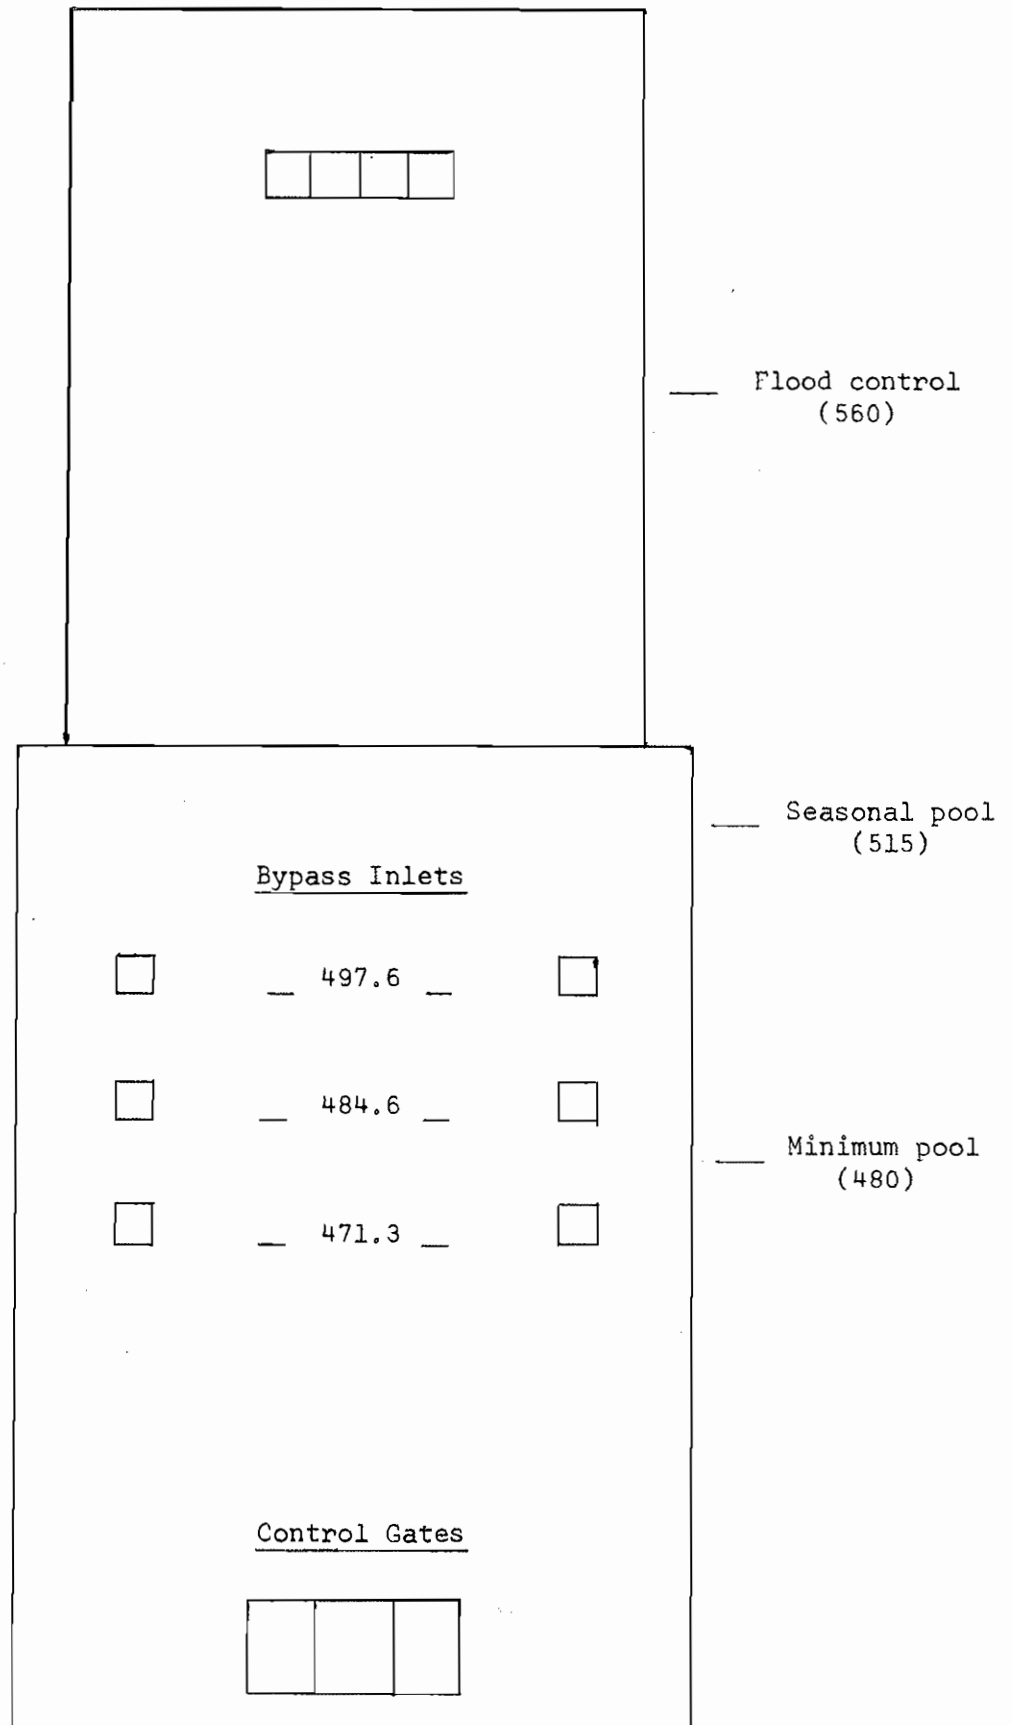 Flood control
(560)
Seasonal pool
(515)
Bypass Inlets
497.6
484.6
Minimum pool
(480)
471.3
Control Gates